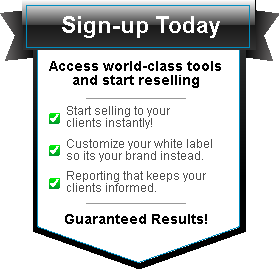 Sign-up Today
Access world-class tools
and start reselling
Start selling to your
clients instantly!
Customize your white label
so its your brand instead.
Reporting that keeps your
clients informed.
Guaranteed Results!